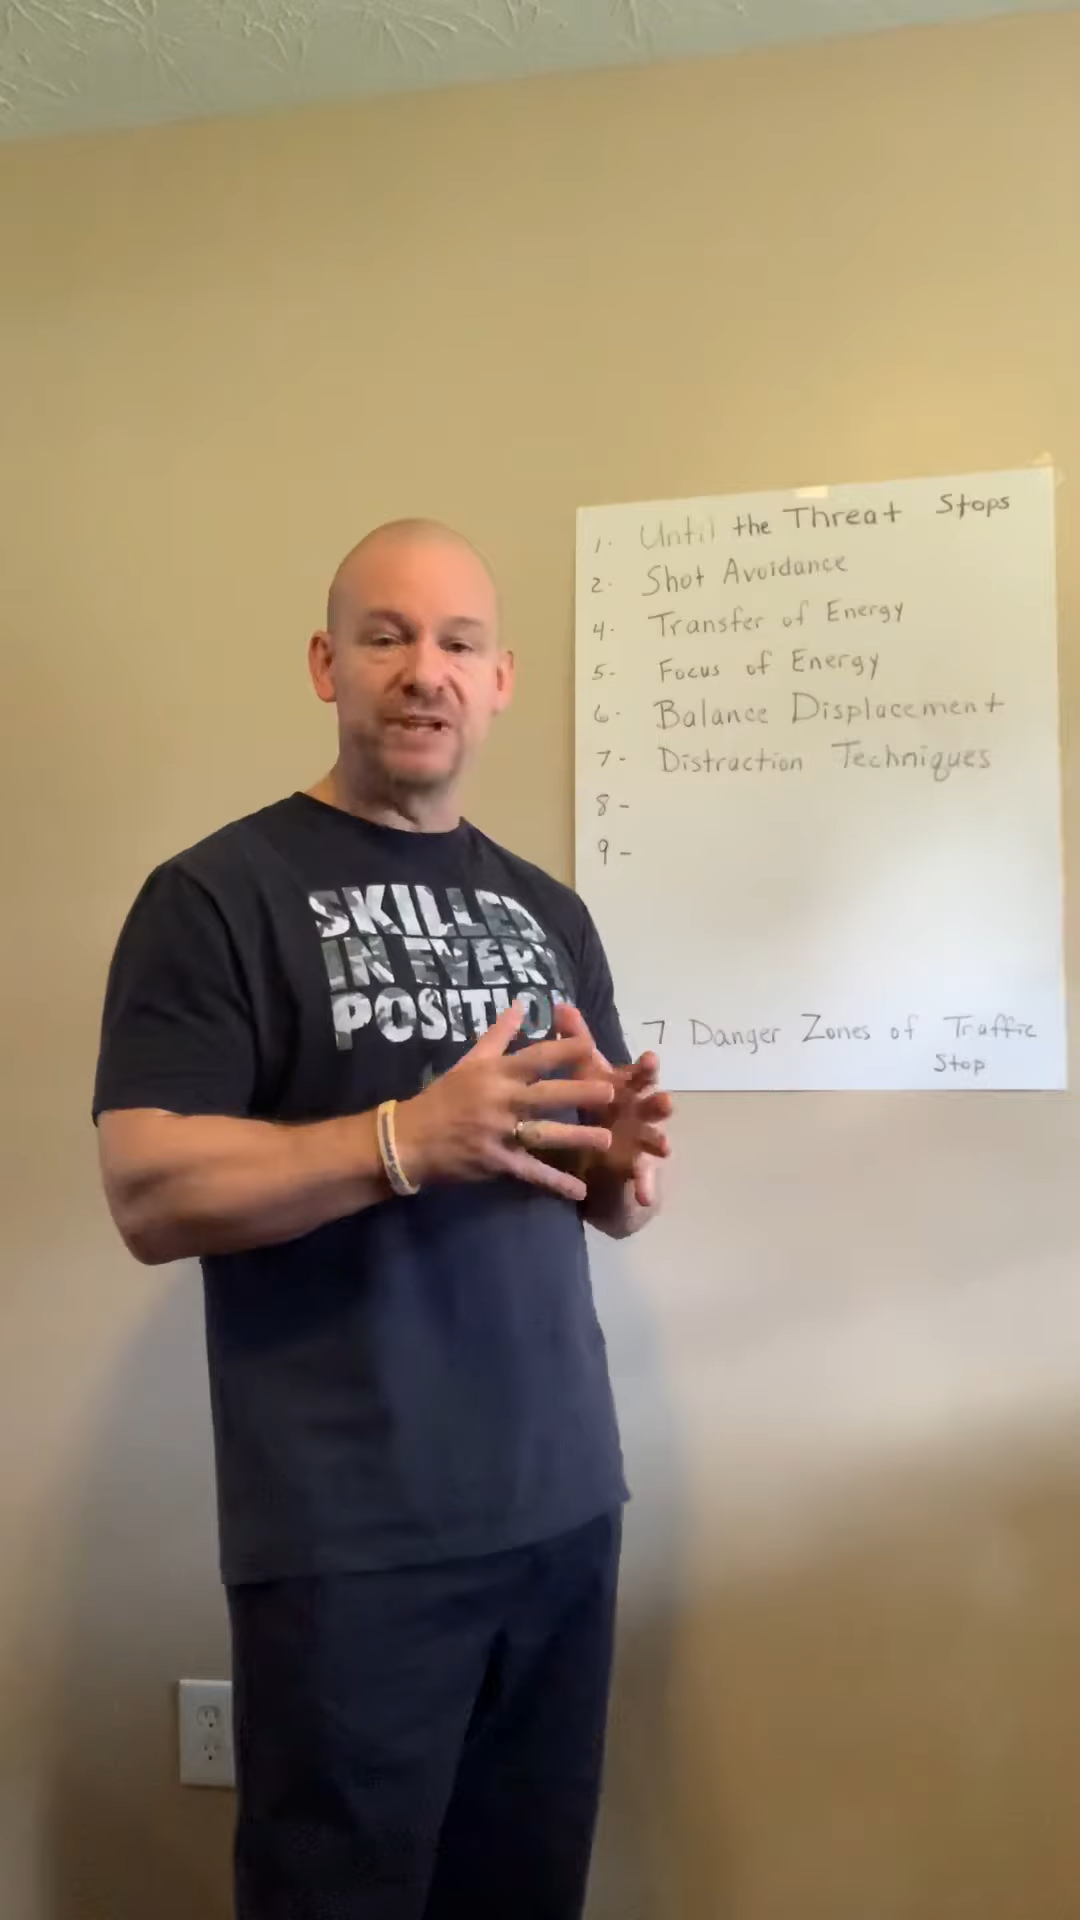 1. Until the Threat Stops
2. Shot Avoidance
4. Transfer of Energy
5- Focus of Energy
6. Balance Displacement
7- Distraction Techniques
8-
9-
7 Danger Zones of Traffic
Stop
SKILLED
IN EVERY
POSITION